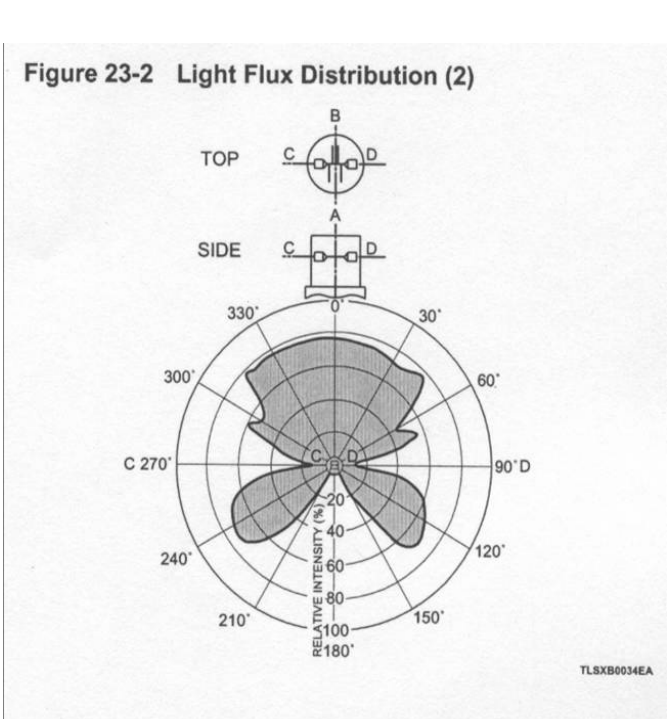 Figure 23-2 Light Flux Distribution (2)
B
TOP
C
D
A
SIDE
C
D
0°
330°
30°
300°
60°
C 270°
C
D
90° D
20
40
60
80
100
RELATIVE INTENSITY (%)
240°
120°
210°
150°
180°
TLSXB0034EA